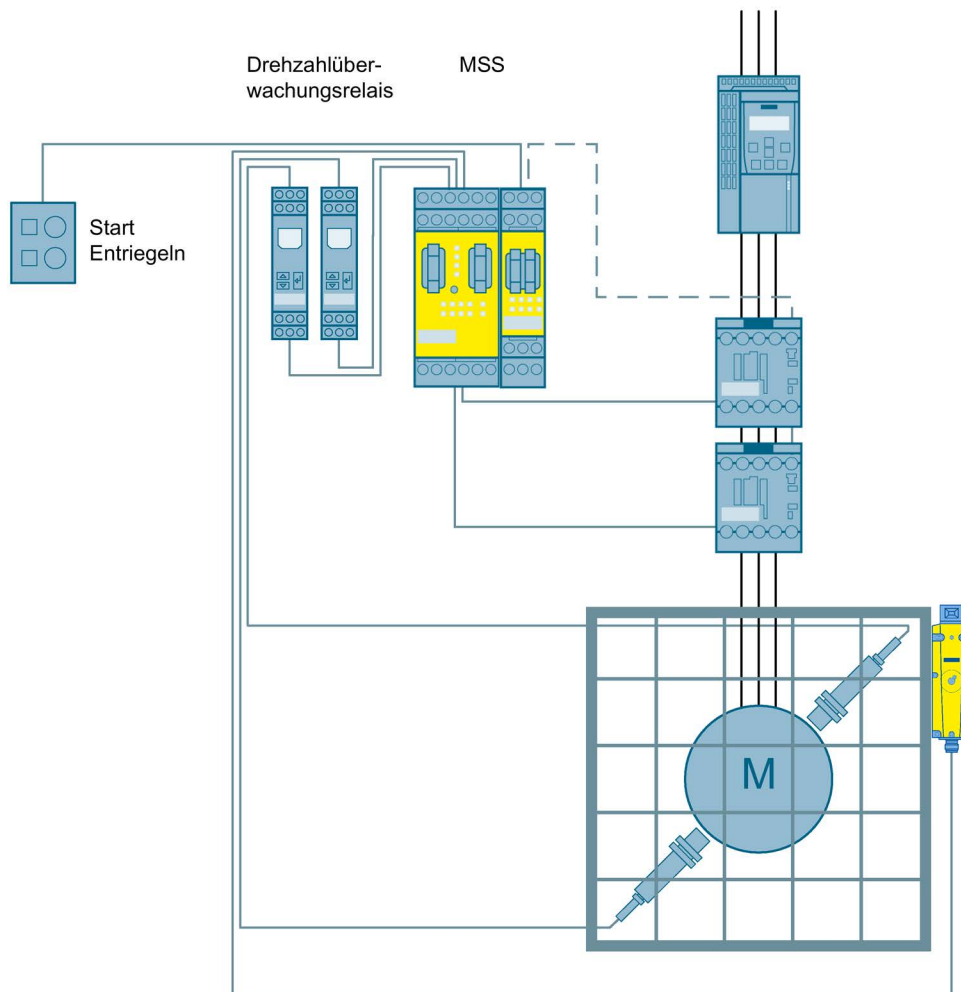 Drehzahlüber-
wachungsrelais
MSS
Start
Entriegeln
M